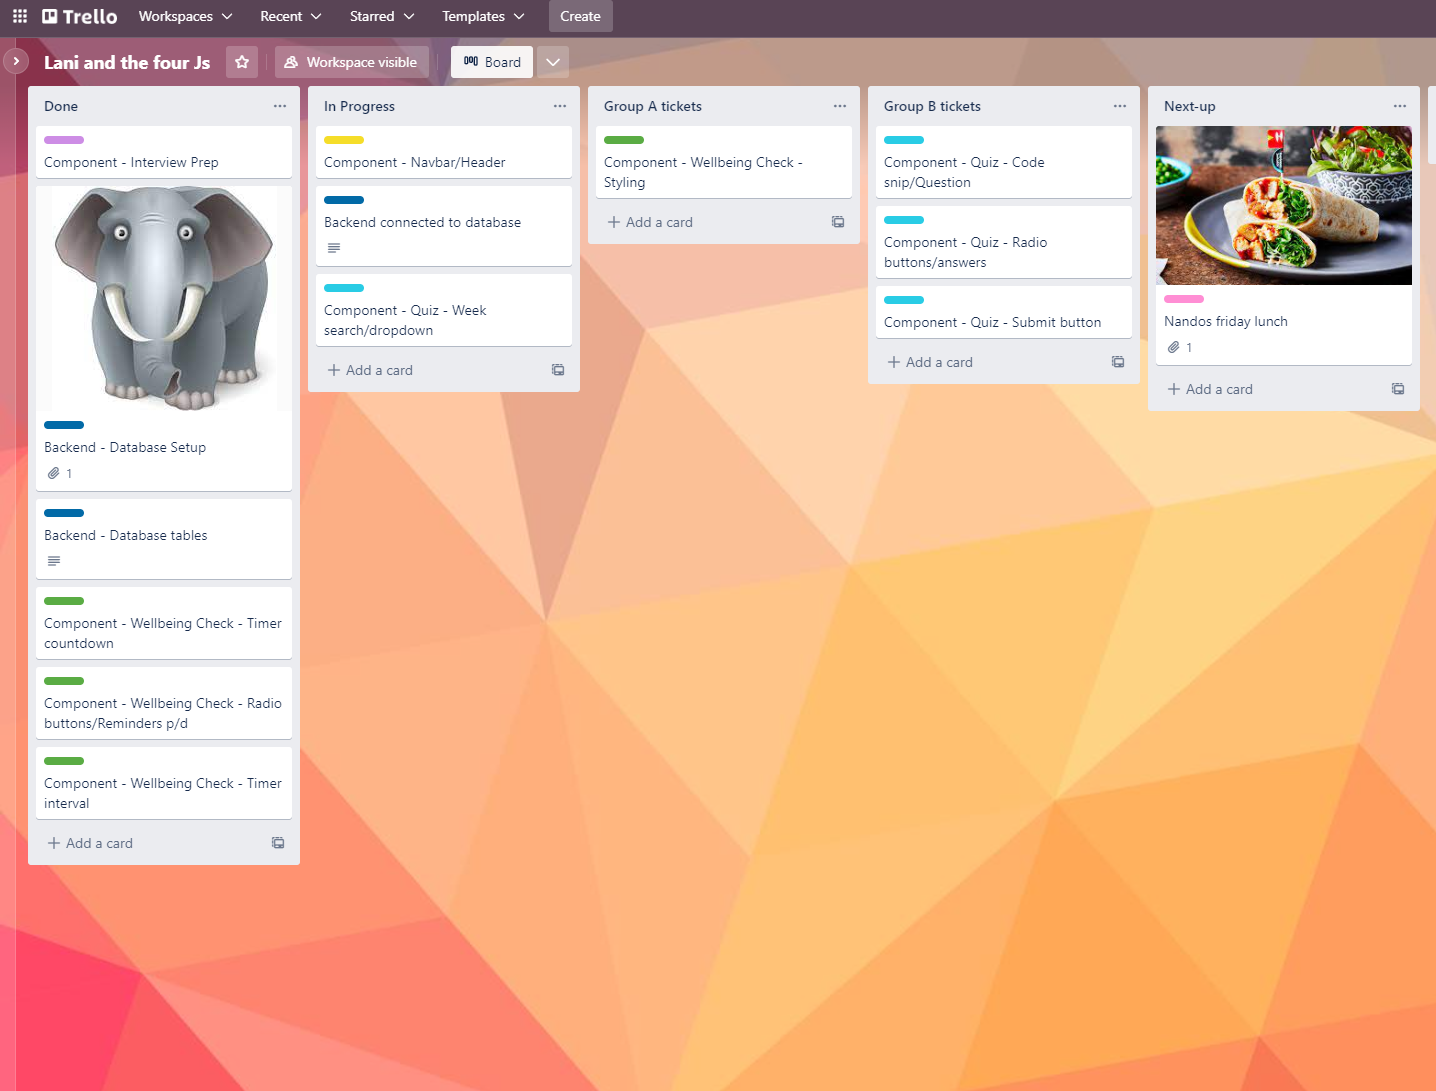 Trello
Workspaces
Recent
Starred
Templates
Create
Lani and the four Js
Workspace visible
Board
Done
Component - Interview Prep
Backend - Database Setup
1
Backend - Database tables
Component - Wellbeing Check - Timer
countdown
Component - Wellbeing Check - Radio
buttons/Reminders p/d
Component - Wellbeing Check - Timer
interval
Add a card
In Progress
Component - Navbar/Header
Backend connected to database
Component - Quiz - Week
search/dropdown
Add a card
Group A tickets
Component - Wellbeing Check -
Styling
Add a card
Group B tickets
Component - Quiz - Code
snip/Question
Component - Quiz - Radio
buttons/answers
Component - Quiz - Submit button
Add a card
Next-up
Nandos friday lunch
1
Add a card